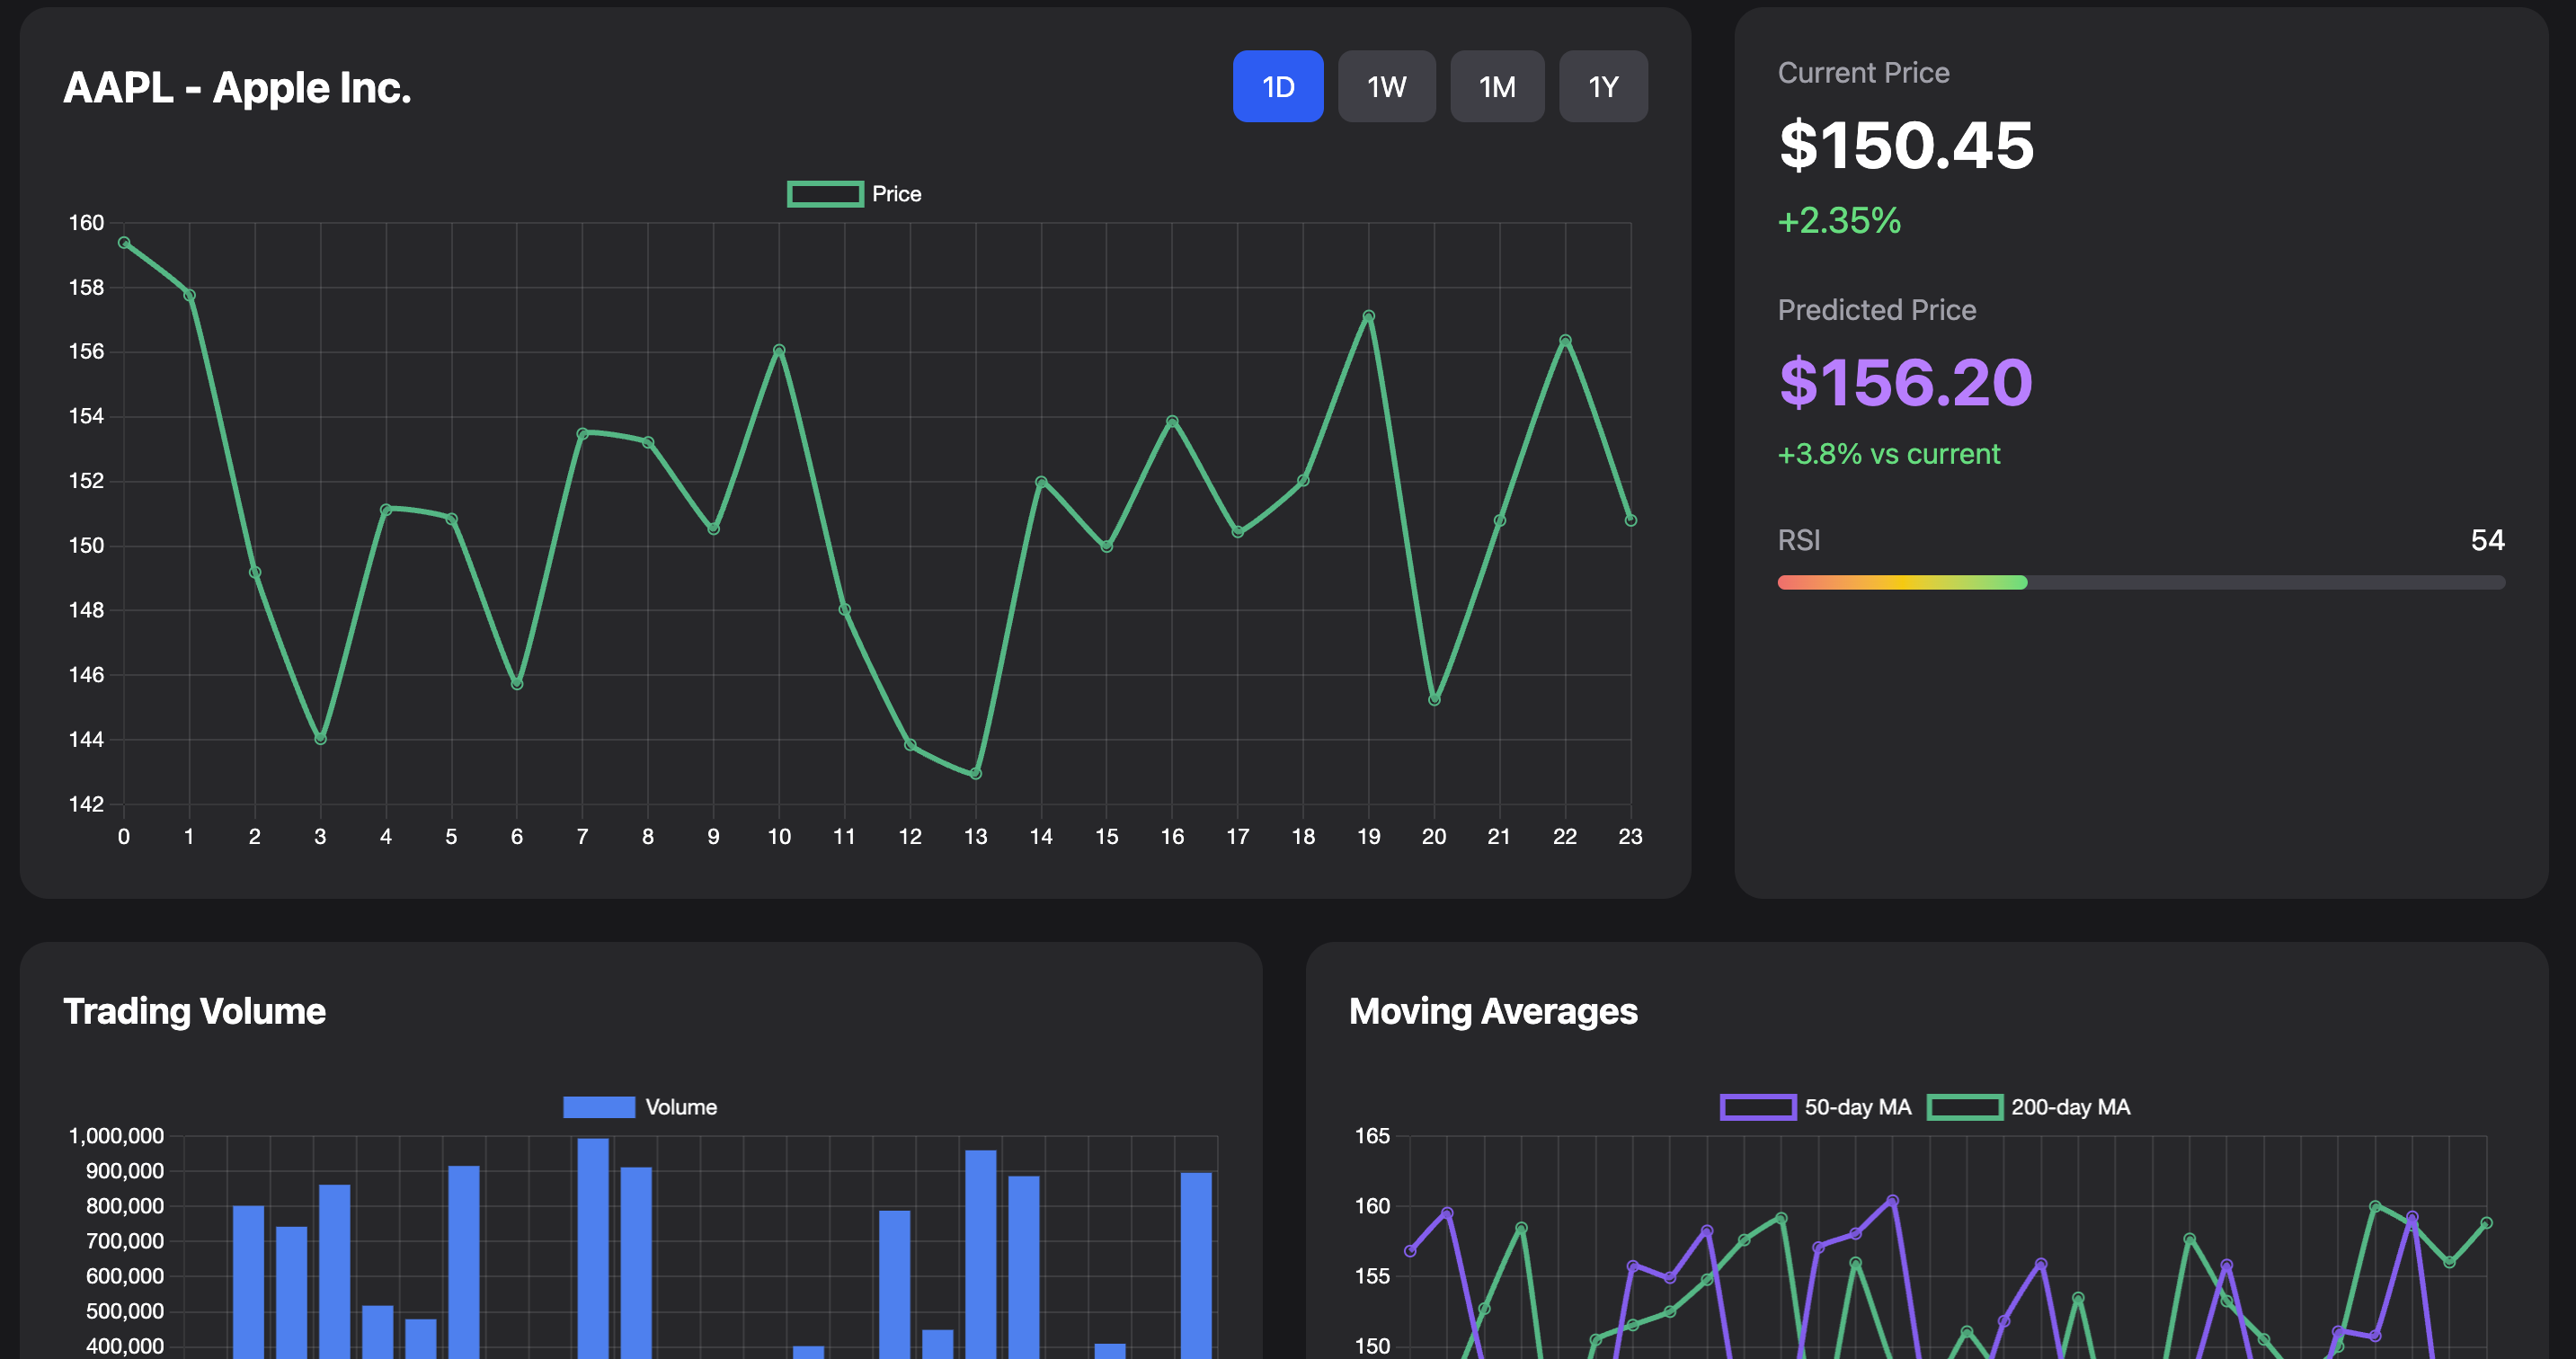 AAPL - Apple Inc.
1D 1W 1M 1Y
Price
160
158
156
154
152
150
148
146
144
142
0 1 2 3 4 5 6 7 8 9 10 11 12 13 14 15 16 17 18 19 20 21 22 23
Current Price
$150.45
+2.35%
Predicted Price
$156.20
+3.8% vs current
RSI 54
Trading Volume
Volume
1,000,000
900,000
800,000
700,000
600,000
500,000
400,000
Moving Averages
50-day MA 200-day MA
165
160
155
150